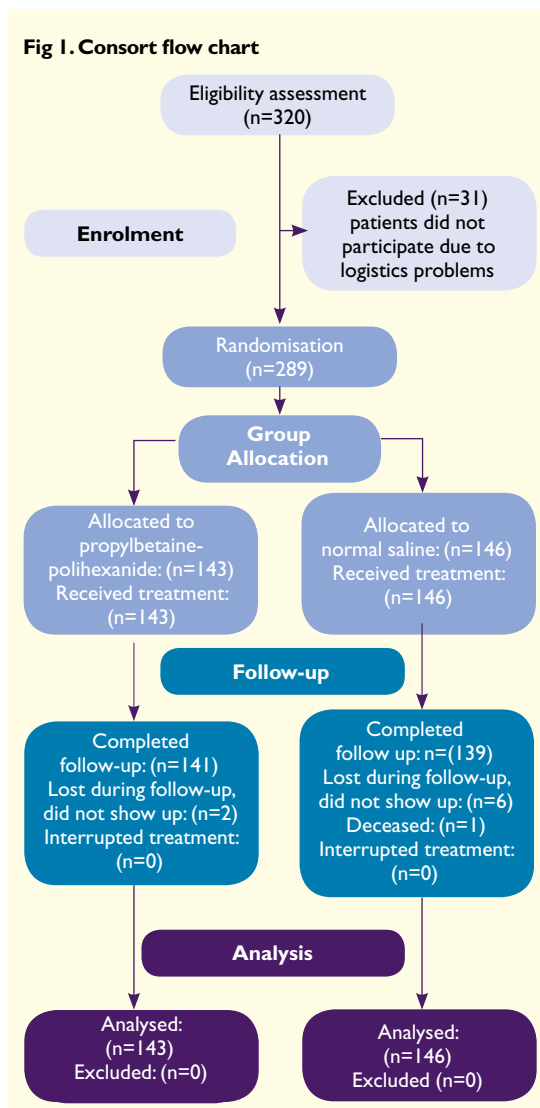 Fig 1. Consort flow chart
Eligibility assessment
(n=320)
Excluded (n=31)
patients did not
participate due to
logistics problems
Enrolment
Randomisation
(n=289)
Group
Allocation
Allocated to
propylbetaine-
polihexanide: (n=143)
Received treatment:
(n=143)
Allocated to
normal saline: (n=146)
Received treatment:
(n=146)
Follow-up
Completed
follow-up: (n=141)
Lost during follow-up,
did not show up: (n=2)
Interrupted treatment:
(n=0)
Completed
follow up: n=(139)
Lost during follow-up,
did not show up: (n=6)
Deceased: (n=1)
Interrupted treatment:
(n=0)
Analysis
Analysed:
(n=143)
Excluded: (n=0)
Analysed:
(n=146)
Excluded (n=0)